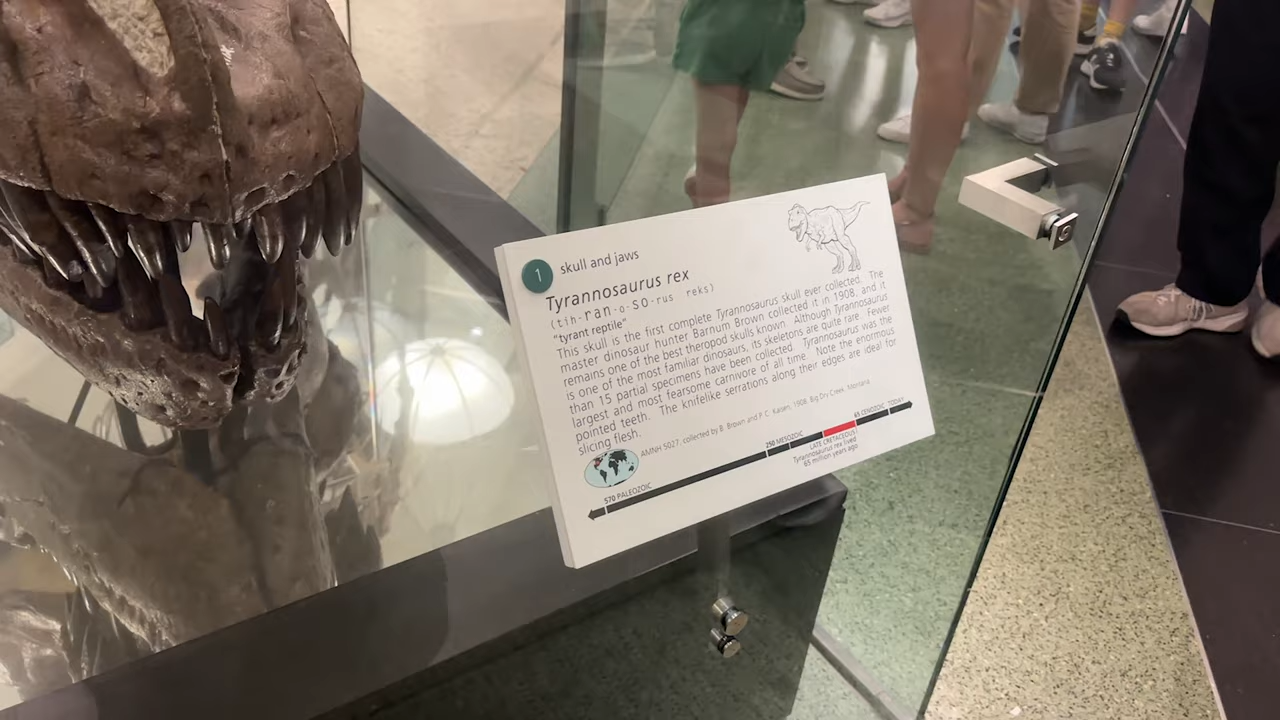 1 skull and jaws
Tyrannosaurus rex
(tih-ran-o-SO-rus reks)
"tyrant reptile"
This skull is the first complete Tyrannosaurus skull ever collected. The
master dinosaur hunter Barnum Brown collected it in 1908, and it
remains one of the best theropod skulls known. Although Tyrannosaurus
is one of the most familiar dinosaurs, its skeletons are quite rare. Fewer
than 15 partial specimens have been collected. Tyrannosaurus was the
largest and most fearsome carnivore of all time. Note the enormous
pointed teeth. The knifelike serrations along their edges are ideal for
slicing flesh.
AMNH 5027, collected by B. Brown and P. C. Kaisen, 1908, Big Dry Creek, Montana
570 PALEOZOIC
250 MESOZOIC
65 CENOZOIC TODAY
LATE CRETACEOUS
Tyrannosaurus rex lived
65 million years ago